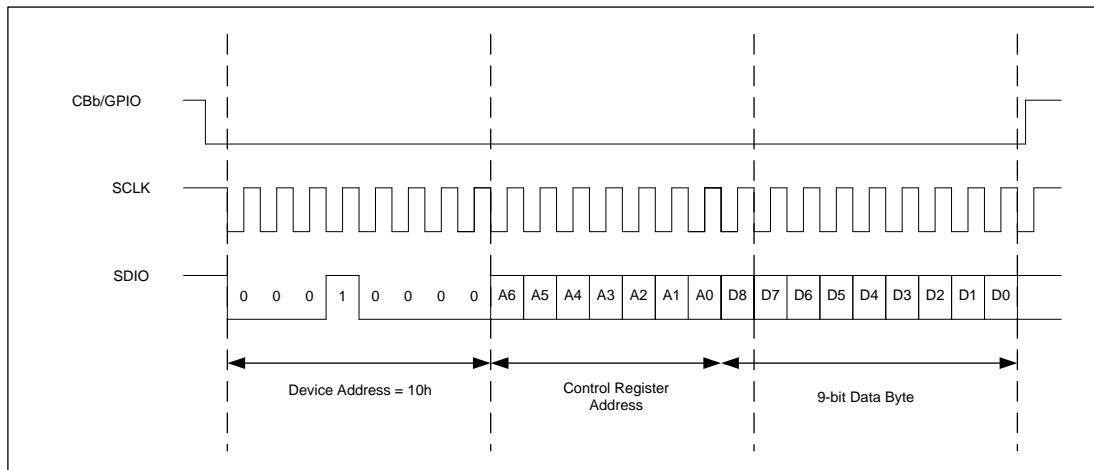 CBb/GPIO
SCLK
SDIO
0 0 0 1 0 0 0 0 A6 A5 A4 A3 A2 A1 A0 D8 D7 D6 D5 D4 D3 D2 D1 D0
Device Address = 10h
Control Register
Address
9-bit Data Byte